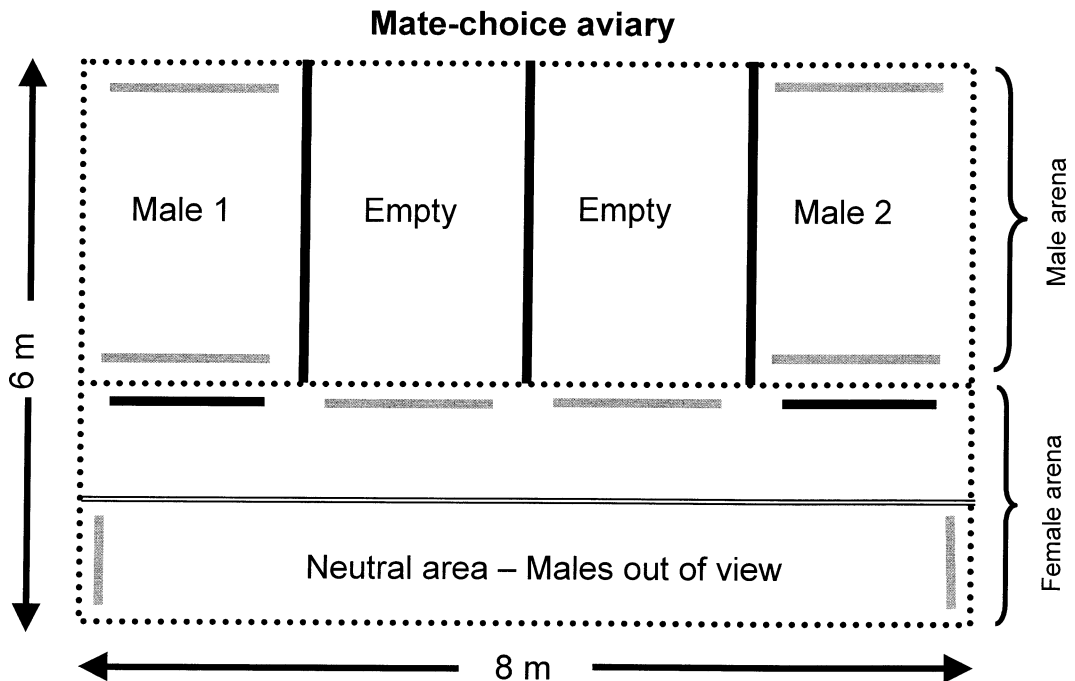 Mate-choice aviary
Male 1
Empty
Empty
Male 2
Male arena
6 m
Female arena
Neutral area – Males out of view
8 m